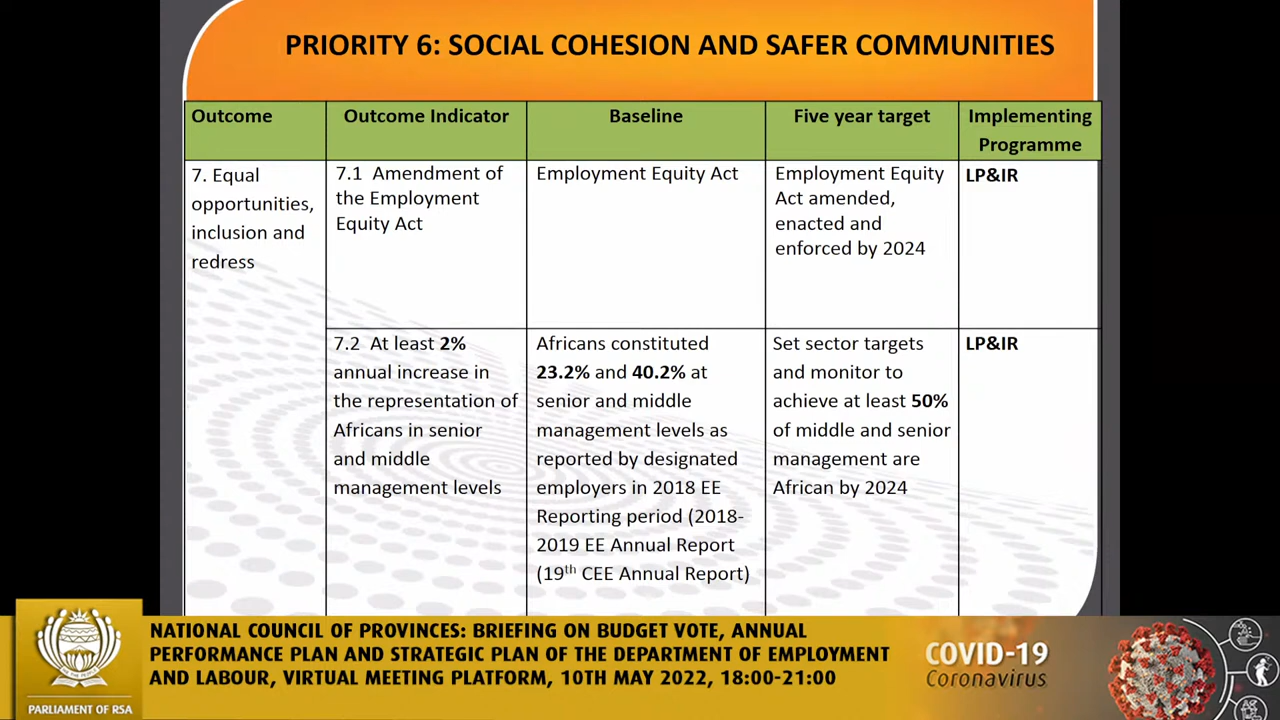 PRIORITY 6: SOCIAL COHESION AND SAFER COMMUNITIES
Outcome
Outcome Indicator
Baseline
Five year target
Implementing
Programme
7. Equal
opportunities,
inclusion and
redress
7.1 Amendment of
the Employment
Equity Act
Employment Equity Act
Employment Equity
Act amended,
enacted and
enforced by 2024
LP&IR
7.2 At least 2%
annual increase in
the representation of
Africans in senior
and middle
management levels
Africans constituted
23.2% and 40.2% at
senior and middle
management levels as
reported by designated
employers in 2018 EE
Reporting period (2018-
2019 EE Annual Report
(19th CEE Annual Report)
Set sector targets
and monitor to
achieve at least 50%
of middle and senior
management are
African by 2024
LP&IR
NATIONAL COUNCIL OF PROVINCES: BRIEFING ON BUDGET VOTE, ANNUAL
PERFORMANCE PLAN AND STRATEGIC PLAN OF THE DEPARTMENT OF EMPLOYMENT
AND LABOUR, VIRTUAL MEETING PLATFORM, 10TH MAY 2022, 18:00-21:00
PARLIAMENT OF RSA
COVID-19
Coronavirus